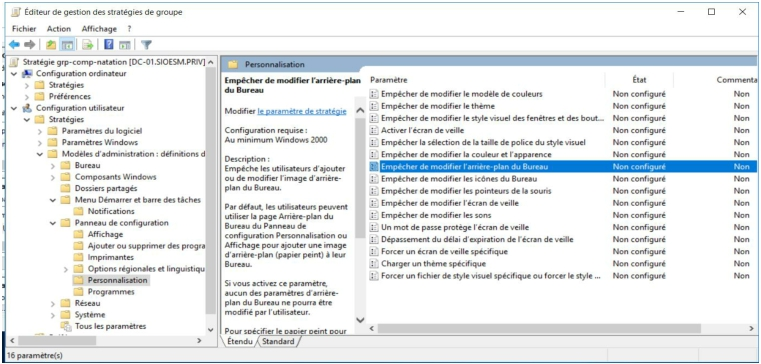 Éditeur de gestion des stratégies de groupe
Fichier Action Affichage ?
Stratégie grp-comp-natation [DC-01.SIOESM.PRIV]
Configuration ordinateur
Stratégies
Préférences
Configuration utilisateur
Stratégies
Paramètres du logiciel
Paramètres Windows
Modèles d'administration : définitions d
Bureau
Composants Windows
Dossiers partagés
Menu Démarrer et barre des tâches
Notifications
Panneau de configuration
Affichage
Ajouter ou supprimer des progra
Imprimantes
Options régionales et linguistiqu
Personnalisation
Programmes
Réseau
Système
Tous les paramètres
Personnalisation
Empêcher de modifier l'arrière-plan
du Bureau
Modifier le paramètre de stratégie
Configuration requise :
Au minimum Windows 2000
Description :
Empêche les utilisateurs d'ajouter
ou de modifier l'image d'arrière-
plan du Bureau.
Par défaut, les utilisateurs peuvent
utiliser la page Arrière-plan du
Bureau du Panneau de
configuration Personnalisation ou
Affichage pour ajouter une image
d'arrière-plan (papier peint) à leur
Bureau.
Si vous activez ce paramètre,
aucun des paramètres d'arrière-
plan du Bureau ne pourra être
modifié par l'utilisateur.
Pour spécifier le papier peint pour
Paramètre État Commenta
Empêcher de modifier le modèle de couleurs Non configuré Non
Empêcher de modifier le thème Non configuré Non
Empêcher de modifier le style visuel des fenêtres et des bout... Non configuré Non
Activer l'écran de veille Non configuré Non
Empêcher la sélection de la taille de police du style visuel Non configuré Non
Empêcher de modifier la couleur et l'apparence Non configuré Non
Empêcher de modifier l'arrière-plan du Bureau Non configuré Non
Empêcher de modifier les icônes du Bureau Non configuré Non
Empêcher de modifier les pointeurs de la souris Non configuré Non
Empêcher de modifier l'écran de veille Non configuré Non
Empêcher de modifier les sons Non configuré Non
Un mot de passe protège l'écran de veille Non configuré Non
Dépassement du délai d'expiration de l'écran de veille Non configuré Non
Forcer un écran de veille spécifique Non configuré Non
Charger un thème spécifique Non configuré Non
Forcer un fichier de style visuel spécifique ou forcer le style ... Non configuré Non
Étendu Standard
16 paramètre(s)